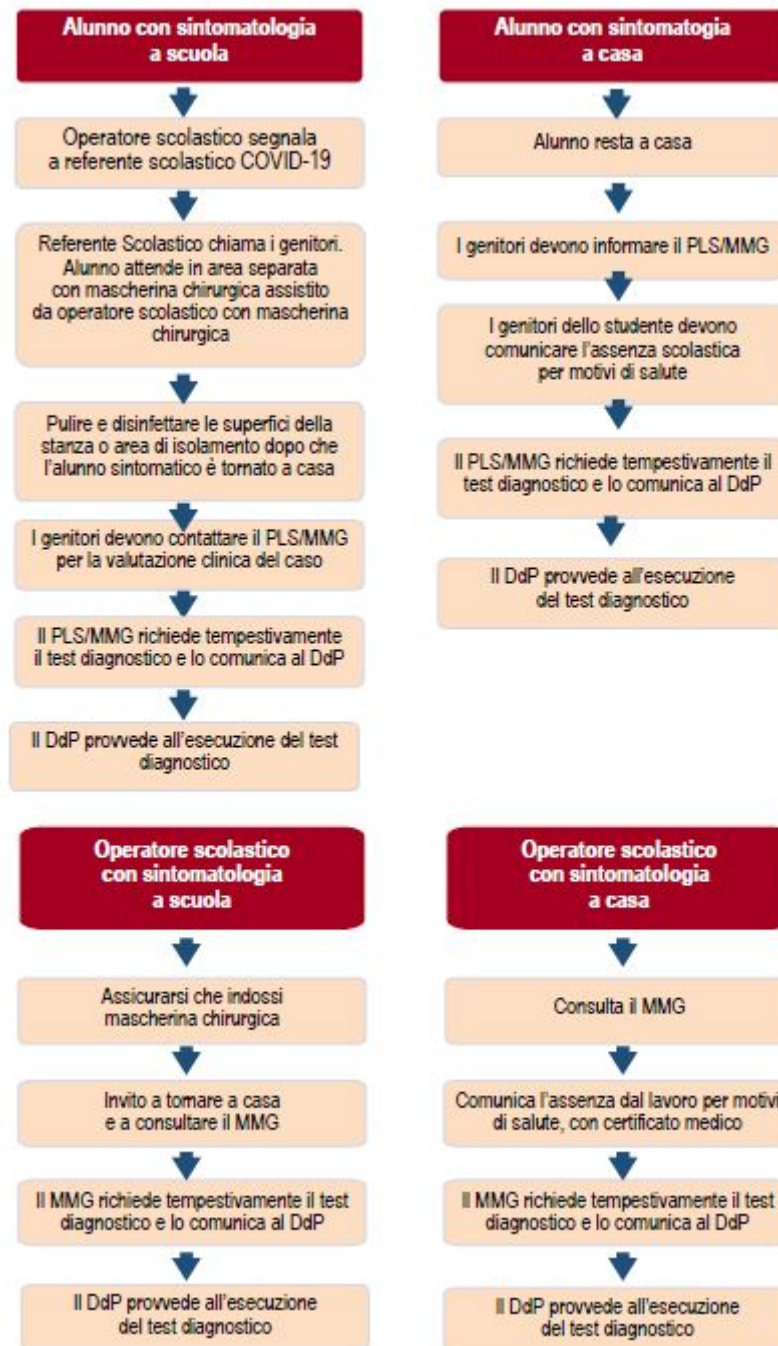 Alunno con sintomatologia
a scuola
Operatore scolastico segnala
a referente scolastico COVID-19
Referente Scolastico chiama i genitori.
Alunno attende in area separata
con mascherina chirurgica assistito
da operatore scolastico con mascherina
chirurgica
Pulire e disinfettare le superfici della
stanza o area di isolamento dopo che
l'alunno sintomatico è tornato a casa
I genitori devono contattare il PLS/MMG
per la valutazione clinica del caso
Il PLS/MMG richiede tempestivamente
il test diagnostico e lo comunica al DdP
Il DdP provvede all'esecuzione del test
diagnostico
Alunno con sintomatogia
a casa
Alunno resta a casa
I genitori devono informare il PLS/MMG
I genitori dello studente devono
comunicare l'assenza scolastica
per motivi di salute
Il PLS/MMG richiede tempestivamente il
test diagnostico e lo comunica al DdP
Il DdP provvede all'esecuzione
del test diagnostico
Operatore scolastico
con sintomatologia
a scuola
Assicurarsi che indossi
mascherina chirurgica
Invito a tornare a casa
e a consultare il MMG
Il MMG richiede tempestivamente il test
diagnostico e lo comunica al DdP
Il DdP provvede all'esecuzione
del test diagnostico
Operatore scolastico
con sintomatologia
a casa
Consulta il MMG
Comunica l'assenza dal lavoro per motivi
di salute, con certificato medico
Il MMG richiede tempestivamente il test
diagnostico e lo comunica al DdP
Il DdP provvede all'esecuzione
del test diagnostico